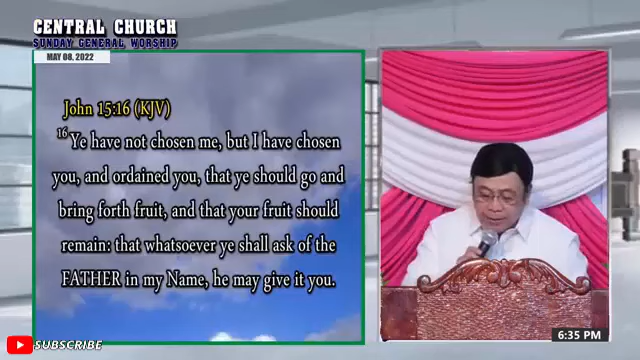 CENTRAL CHURCH
SUNDAY GENERAL WORSHIP
MAY 08, 2022
John 15:16 (KJV)
16 Ye have not chosen me, but I have chosen
you, and ordained you, that ye should go and
bring forth fruit, and that your fruit should
remain: that whatsoever ye shall ask of the
FATHER in my Name, he may give it you.
SUBSCRIBE
6:35 PM